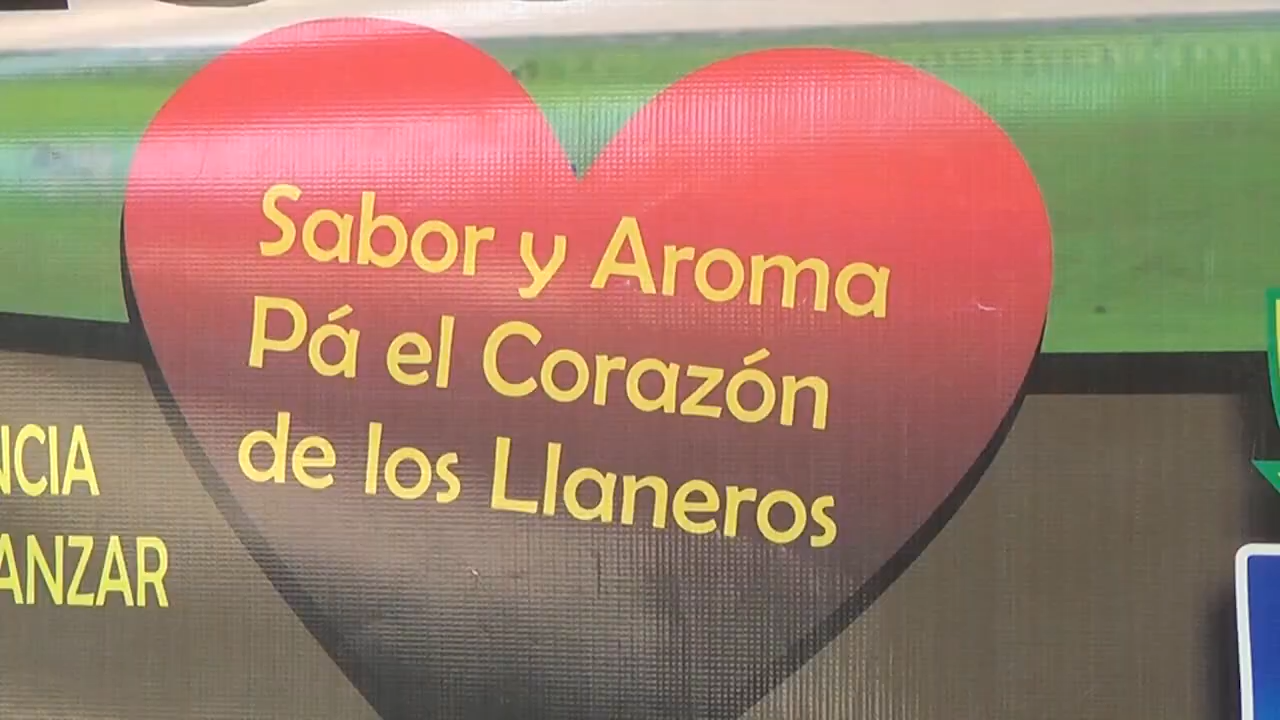 Sabor y Aroma
Pá el Corazón
de los Llaneros
NCIA
ANZAR